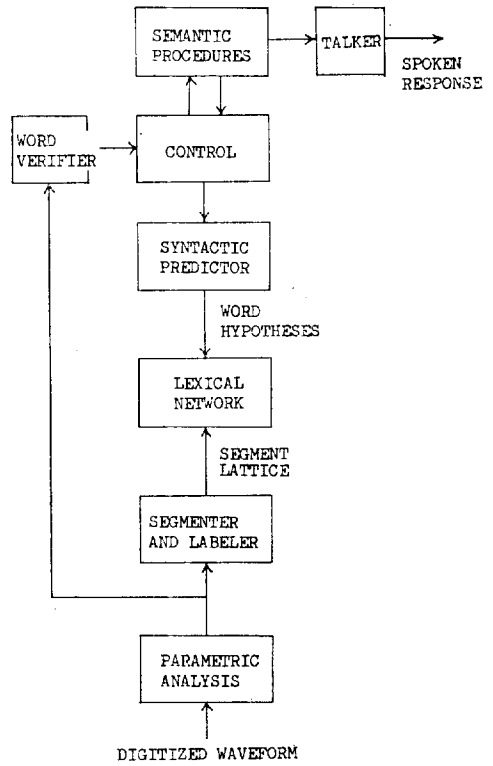 SEMANTIC
PROCEDURES
TALKER
SPOKEN
RESPONSE
WORD
VERIFIER
CONTROL
SYNTACTIC
PREDICTOR
WORD
HYPOTHESES
LEXICAL
NETWORK
SEGMENT
LATTICE
SEGMENTER
AND LABELER
PARAMETRIC
ANALYSIS
DIGITIZED WAVEFORM